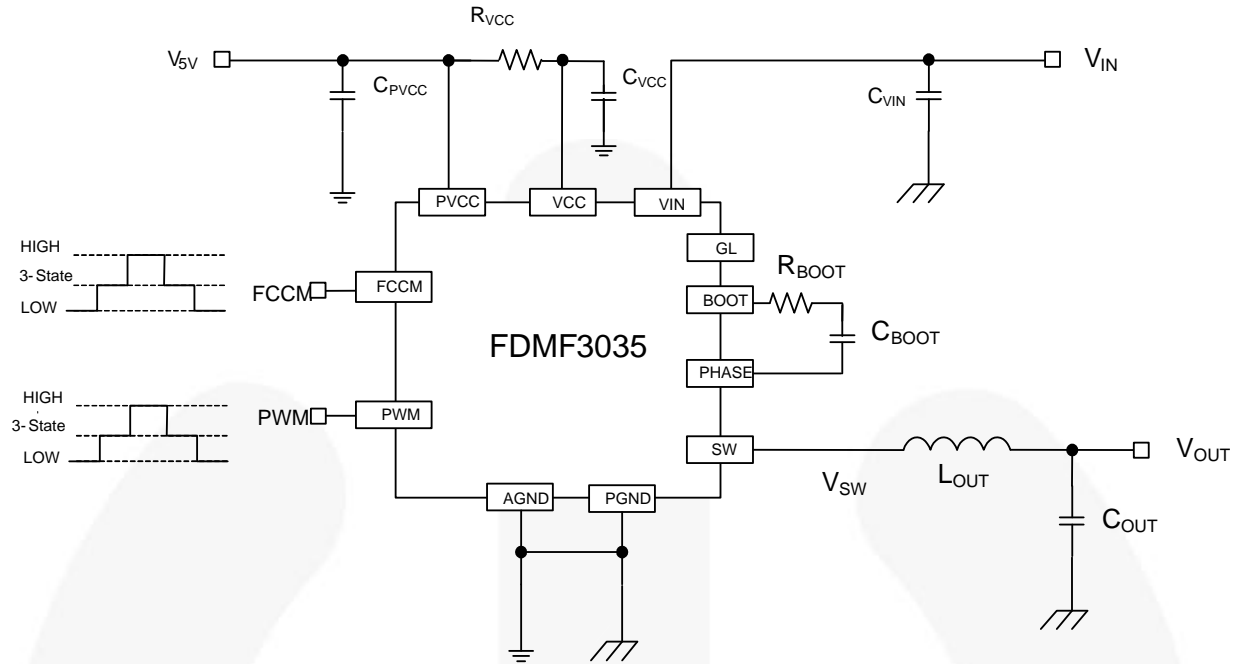 R_VCC
V_5V
C_PVCC
C_VCC
C_VIN
V_IN
PVCC
VCC
VIN
GL
HIGH
3-State
LOW
FCCM
FCCM
BOOT
R_BOOT
C_BOOT
FDMF3035
PHASE
HIGH
3-State
LOW
PWM
PWM
SW
V_SW
L_OUT
V_OUT
C_OUT
AGND
PGND